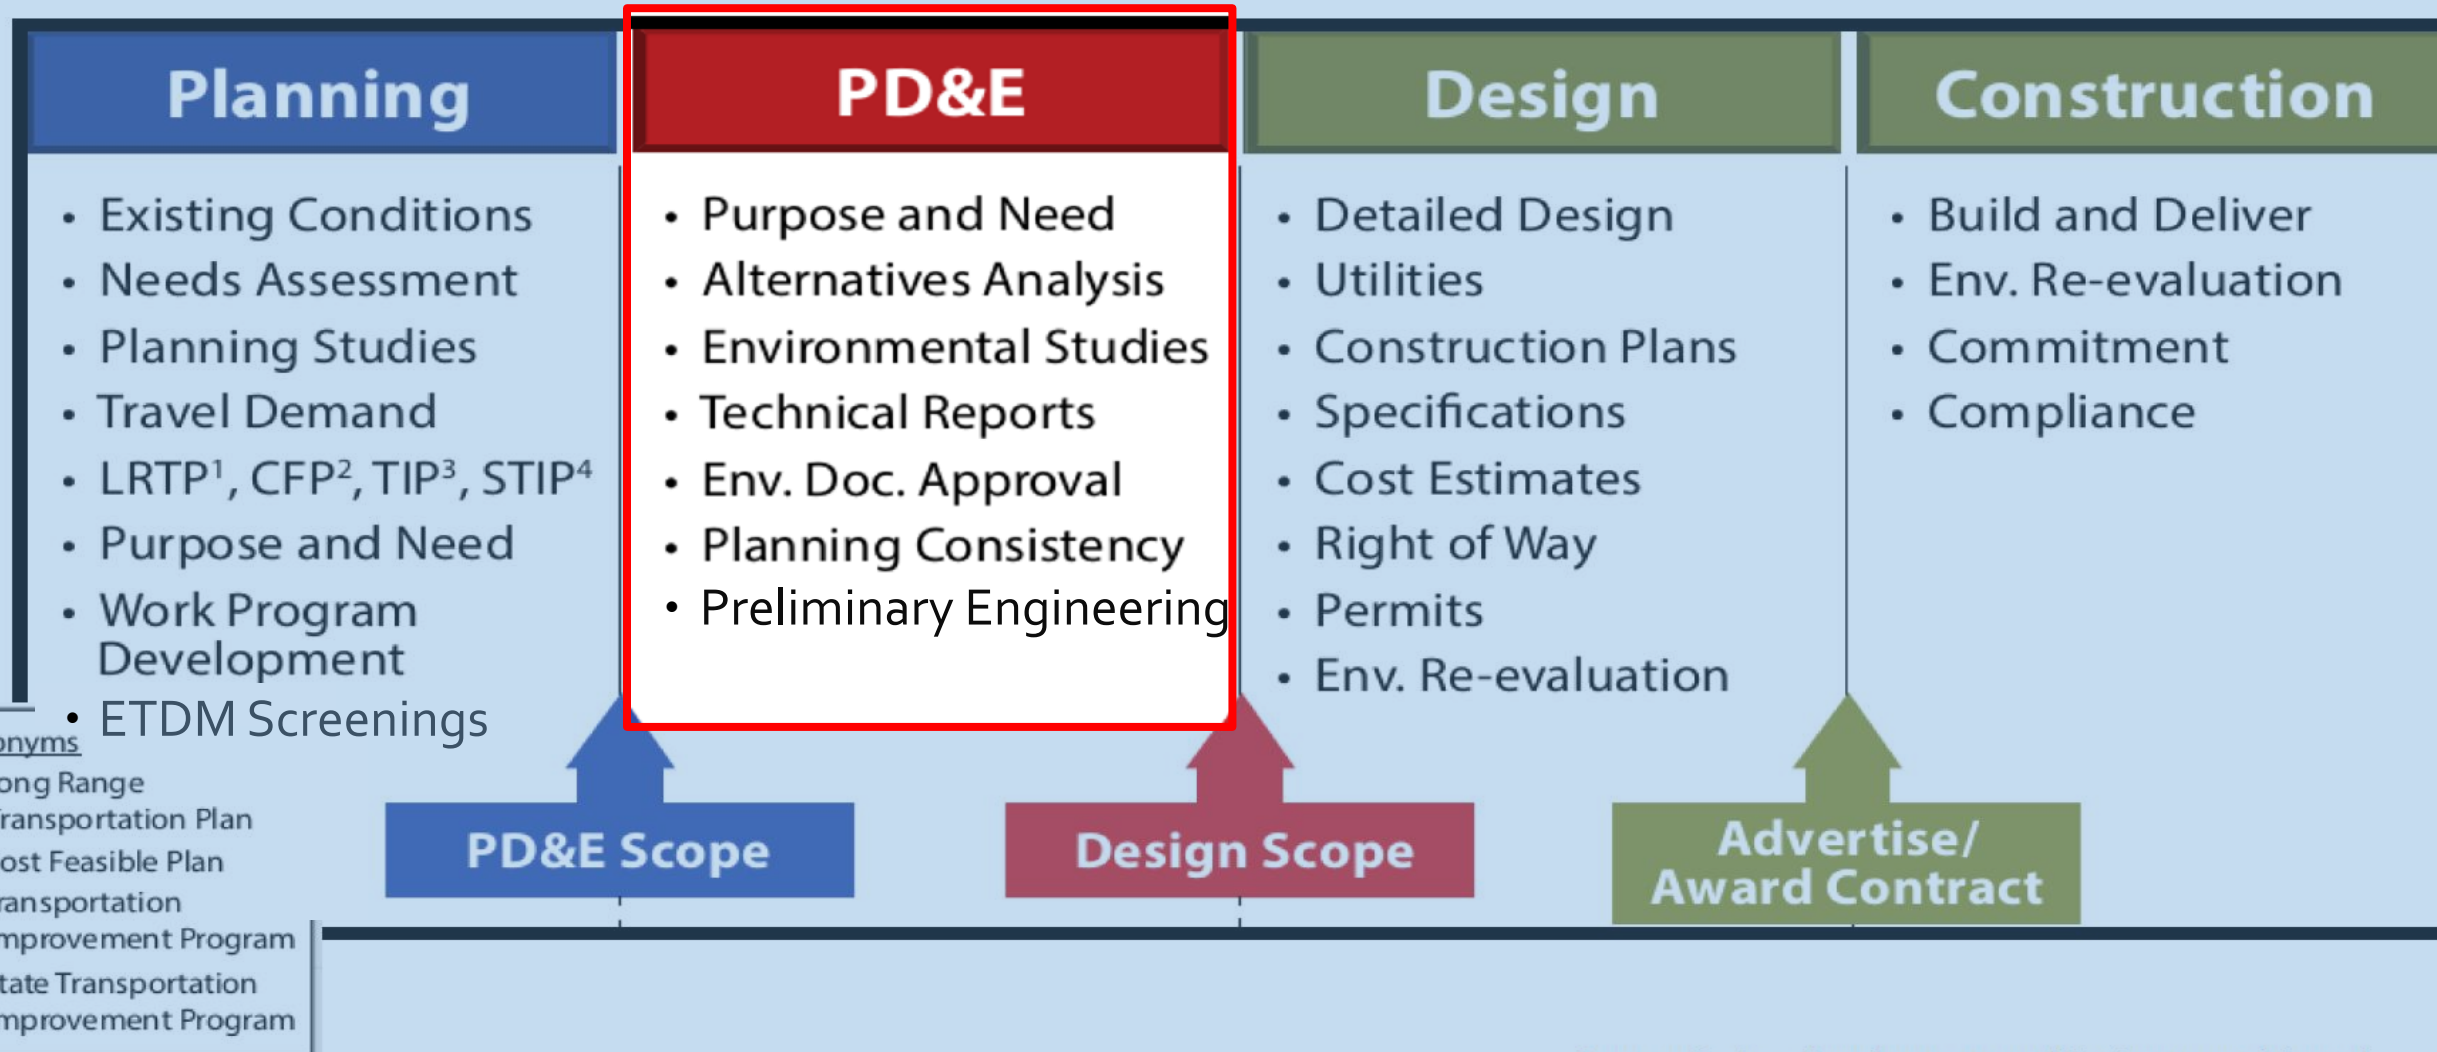 Planning
• Existing Conditions
• Needs Assessment
• Planning Studies
• Travel Demand
• LRTP¹, CFP², TIP³, STIP⁴
• Purpose and Need
• Work Program
Development
• ETDM Screenings
PD&E
• Purpose and Need
• Alternatives Analysis
• Environmental Studies
• Technical Reports
• Env. Doc. Approval
• Planning Consistency
• Preliminary Engineering
Design
• Detailed Design
• Utilities
• Construction Plans
• Specifications
• Cost Estimates
• Right of Way
• Permits
• Env. Re-evaluation
Construction
• Build and Deliver
• Env. Re-evaluation
• Commitment
• Compliance
PD&E Scope
Design Scope
Advertise/
Award Contract
onyms
ong Range
ransportation Plan
ost Feasible Plan
ransportation
mprovement Program
tate Transportation
mprovement Program